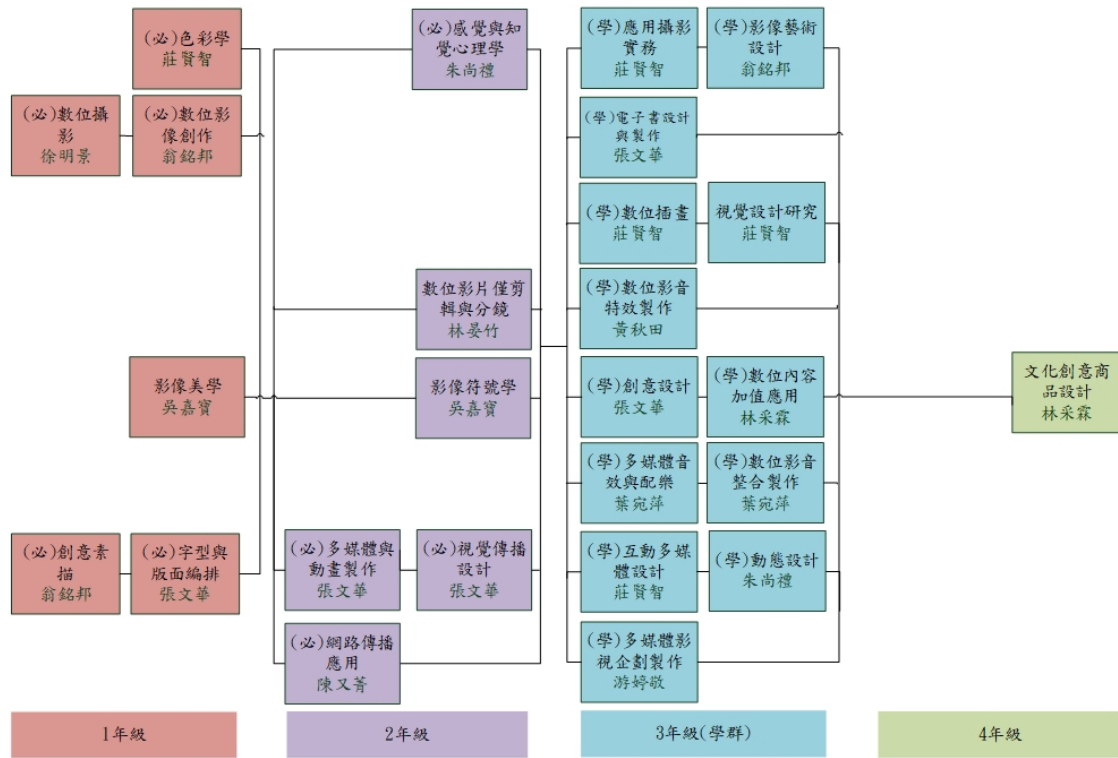 (必)色彩學
莊賢智
(必)數位攝
影
徐明景
(必)數位影
像創作
翁銘邦
影像美學
吳嘉寶
(必)創意素
描
翁銘邦
(必)字型與
版面編排
張文華
(必)感覺與知
覺心理學
朱尚禮
數位影片僅剪
輯與分鏡
林晏竹
影像符號學
吳嘉寶
(必)多媒體與
動畫製作
張文華
(必)視覺傳播
設計
張文華
(必)網路傳播
應用
陳又菁
(學)應用攝影
實務
莊賢智
(學)影像藝術
設計
翁銘邦
(學)電子書設計
與製作
張文華
(學)數位插畫
莊賢智
視覺設計研究
莊賢智
(學)數位影音
特效製作
黃秋田
(學)創意設計
張文華
(學)數位內容
加值應用
林采霖
(學)多媒體音
效與配樂
葉宛萍
(學)數位影音
整合製作
葉宛萍
(學)互動多媒
體設計
莊賢智
(學)動態設計
朱尚禮
(學)多媒體影
視企劃製作
游婷敬
文化創意商
品設計
林采霖
1年級
2年級
3年級(學群)
4年級